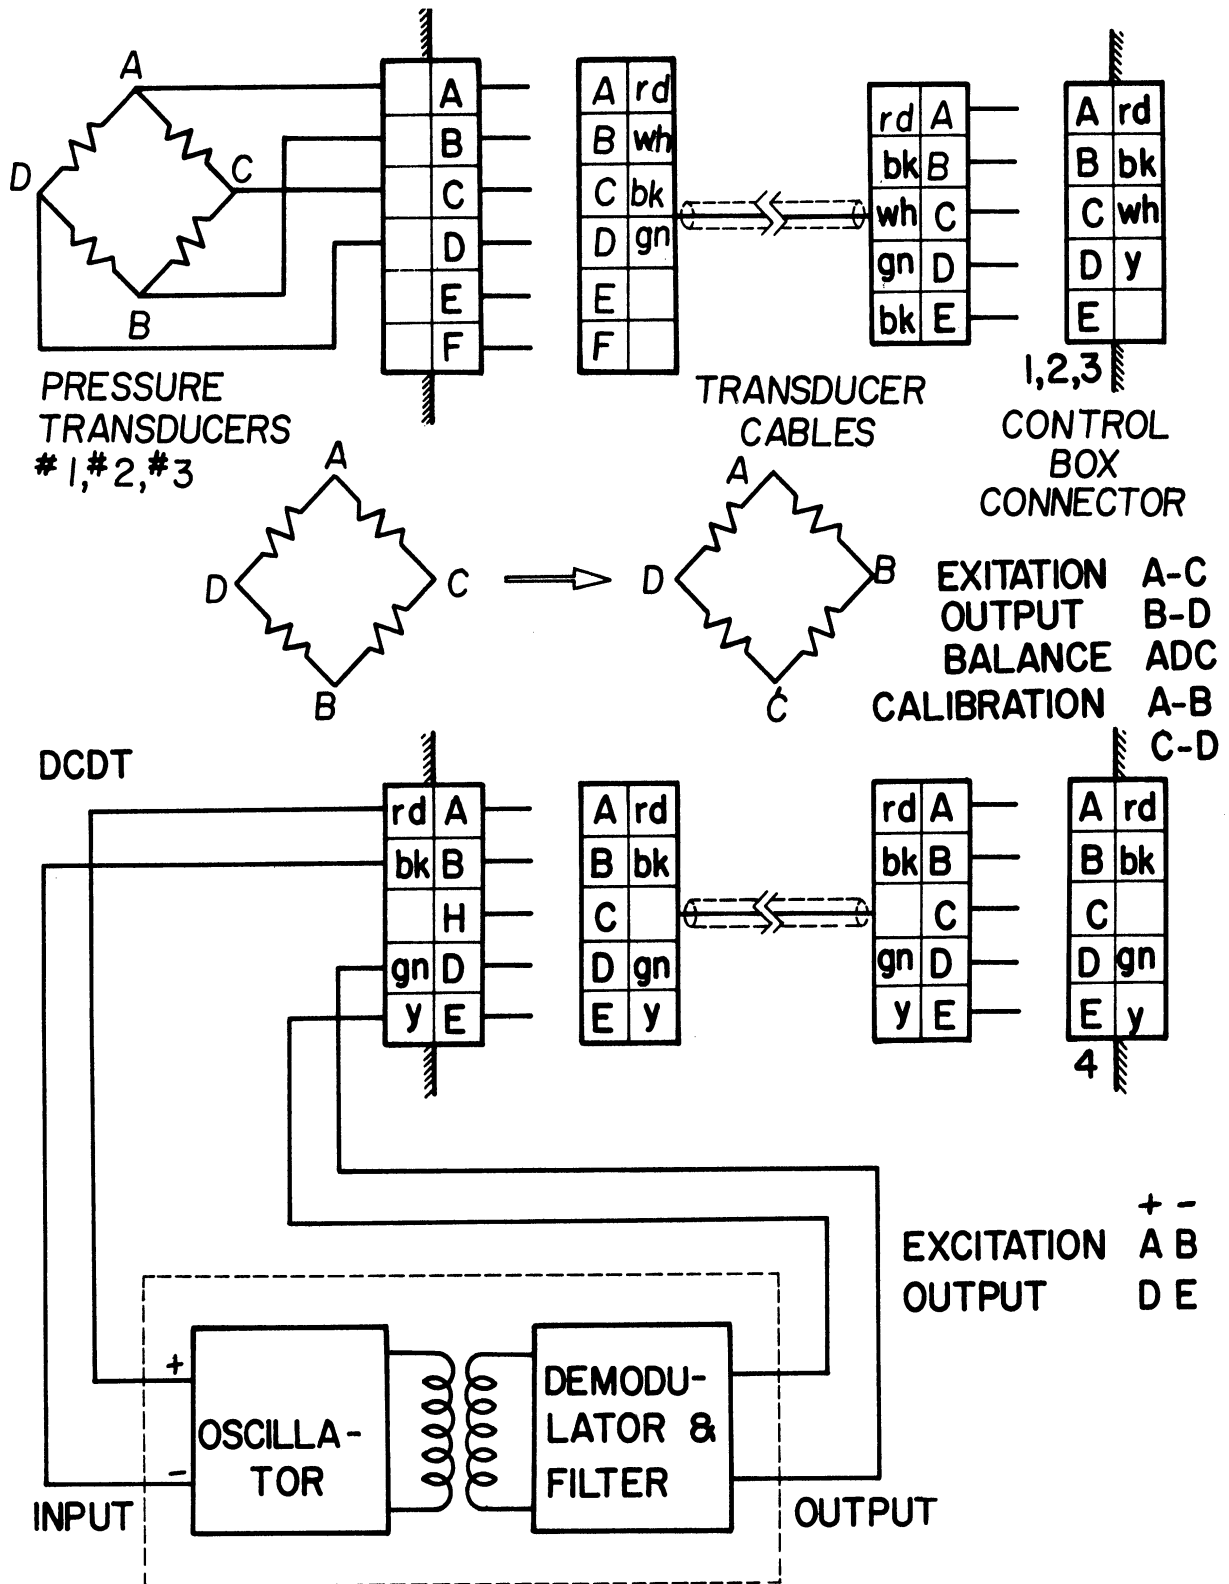 A
D
C
B
A
B
C
D
E
F
A rd
B wh
C bk
D gn
E
F
rd A
bk B
wh C
gn D
bk E
A rd
B bk
C wh
D y
E
1,2,3
PRESSURE
TRANSDUCERS
#1,#2,#3
TRANSDUCER
CABLES
CONTROL
BOX
CONNECTOR
A
D
C
B
A
D
B
C
EXITATION A-C
OUTPUT B-D
BALANCE ADC
CALIBRATION A-B
C-D
DCDT
rd A
bk B
H
gn D
y E
A rd
B bk
C
D gn
E y
rd A
bk B
C
gn D
y E
A rd
B bk
C
D gn
E y
4
+ -
EXCITATION A B
OUTPUT D E
+
OSCILLA-
TOR
-
INPUT
DEMODU-
LATOR &
FILTER
OUTPUT